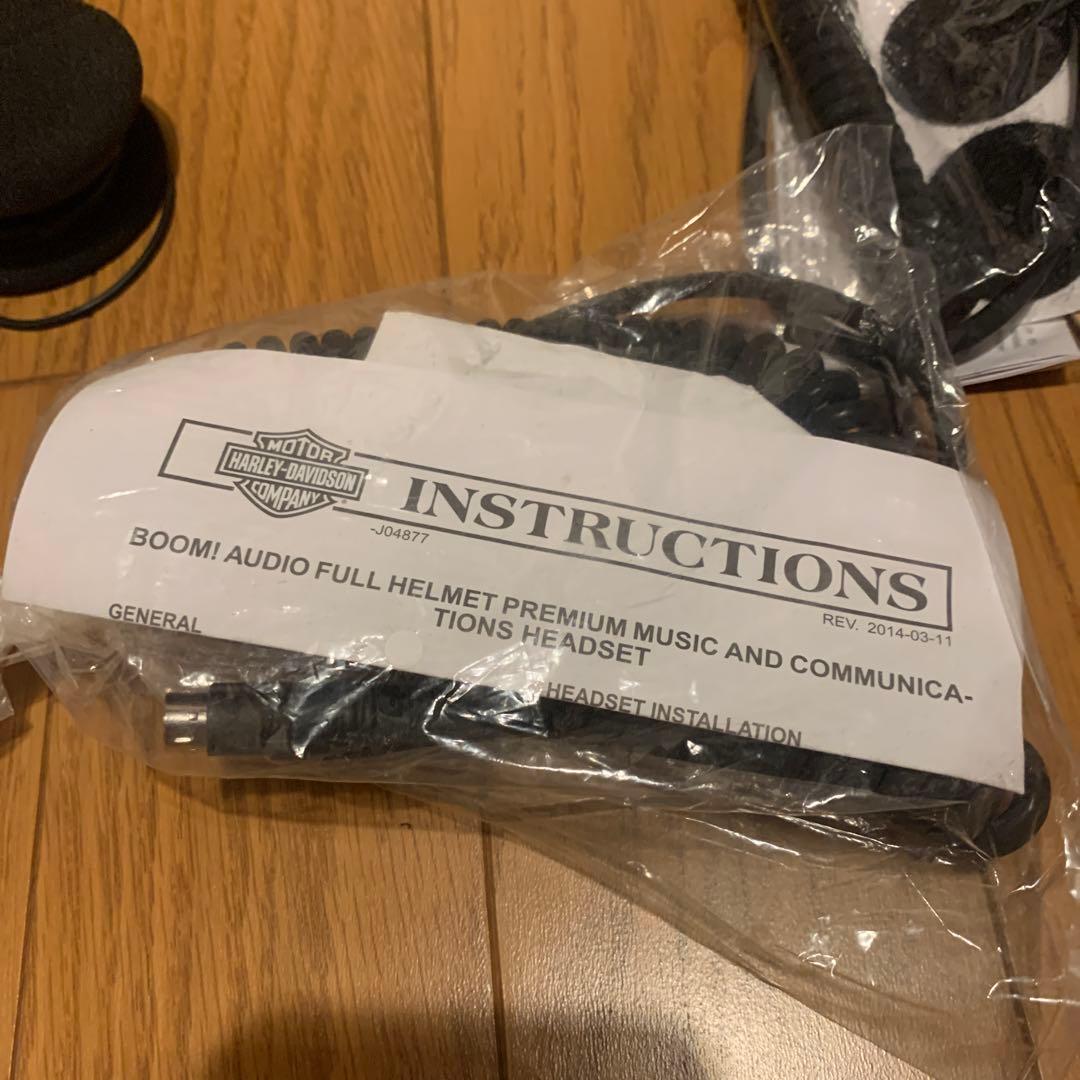 MOTOR
HARLEY-DAVIDSON
COMPANY
INSTRUCTIONS
-J04877
REV. 2014-03-11
BOOM! AUDIO FULL HELMET PREMIUM MUSIC AND COMMUNICA-
TIONS HEADSET
GENERAL
HEADSET INSTALLATION